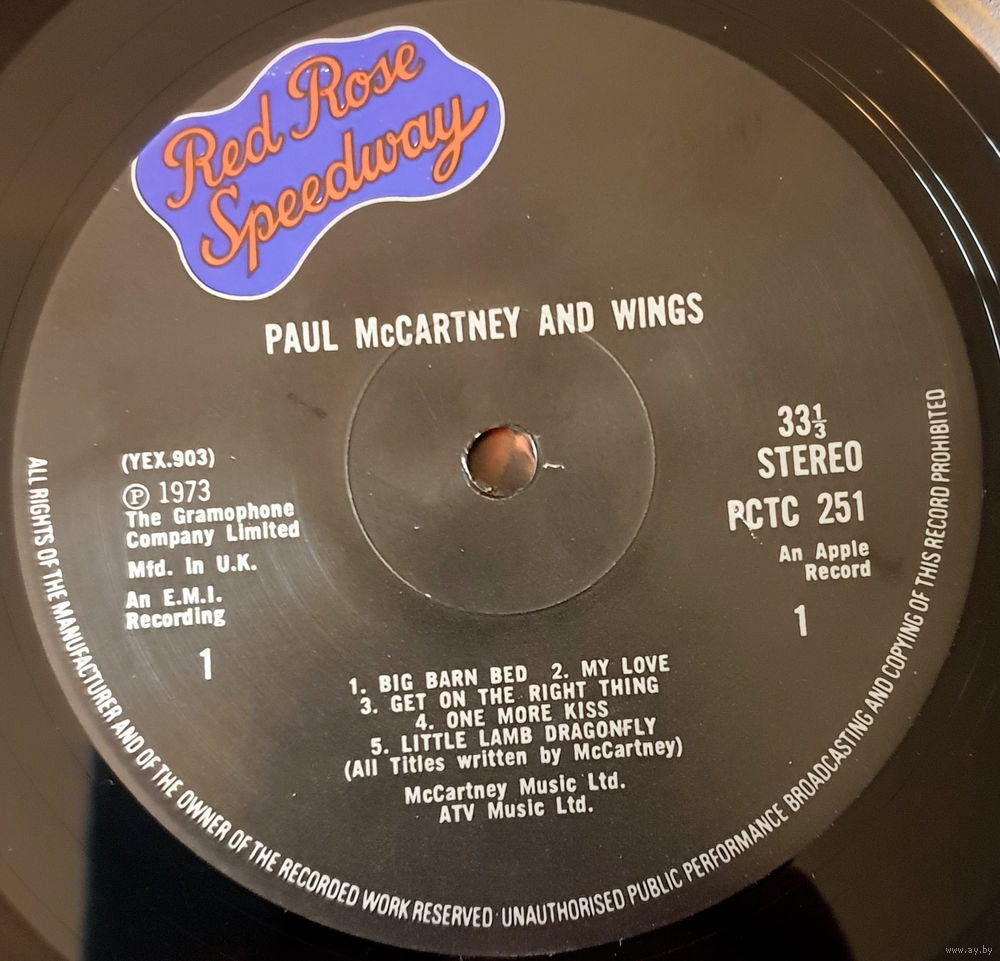 Red Rose
Speedway
PAUL McCARTNEY AND WINGS
(YEX.903)
Ⓟ 1973
The Gramophone
Company Limited
Mfd. in U.K.
An E.M.I.
Recording
1
33⅓
STEREO
PCTC 251
An Apple
Record
1
1. BIG BARN BED 2. MY LOVE
3. GET ON THE RIGHT THING
4. ONE MORE KISS
5. LITTLE LAMB DRAGONFLY
(All Titles written by McCartney)
McCartney Music Ltd.
ATV Music Ltd.
ALL RIGHTS OF THE MANUFACTURER AND OF THE OWNER OF THE RECORDED WORK RESERVED · UNAUTHORISED PUBLIC PERFORMANCE BROADCASTING AND COPYING OF THIS RECORD PROHIBITED
www.ay.by